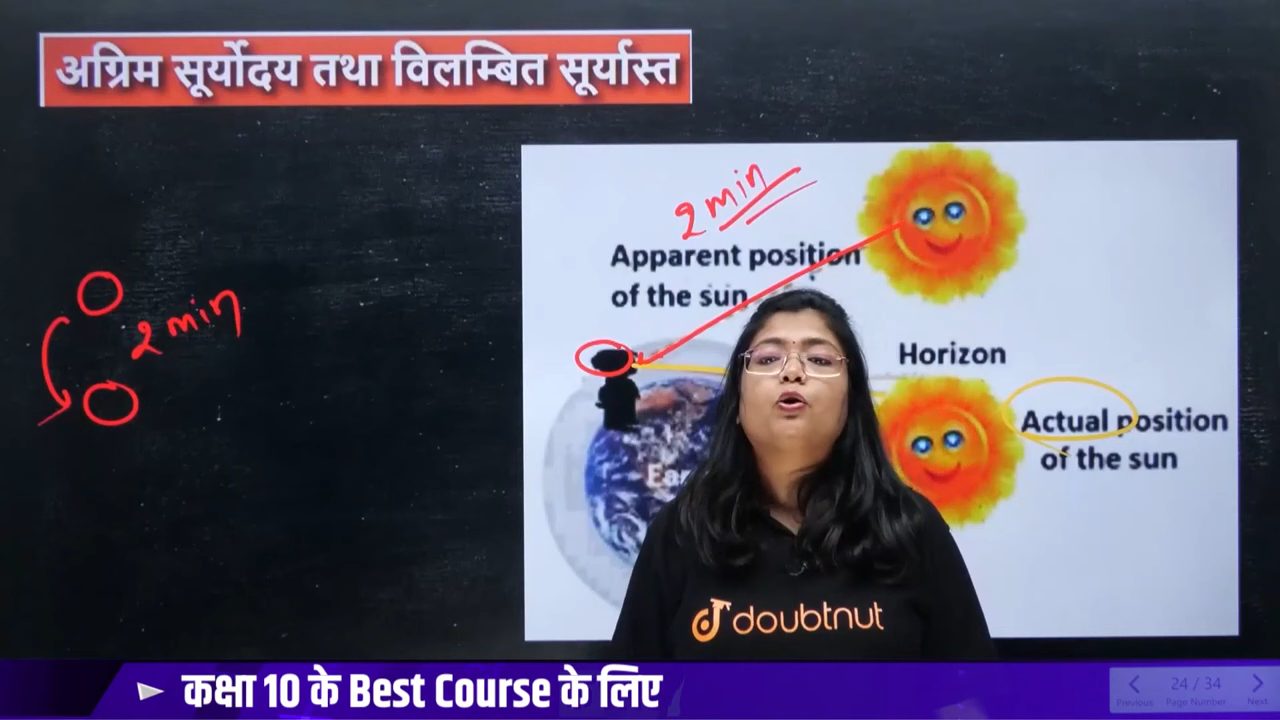 अग्रिम सूर्योदय तथा विलम्बित सूर्यास्त
2 min
Apparent position
of the sun
2 min
Horizon
Actual position
of the sun
Ear
doubtnut
कक्षा 10 के Best Course के लिए
24 / 34
Previous Page Number Next